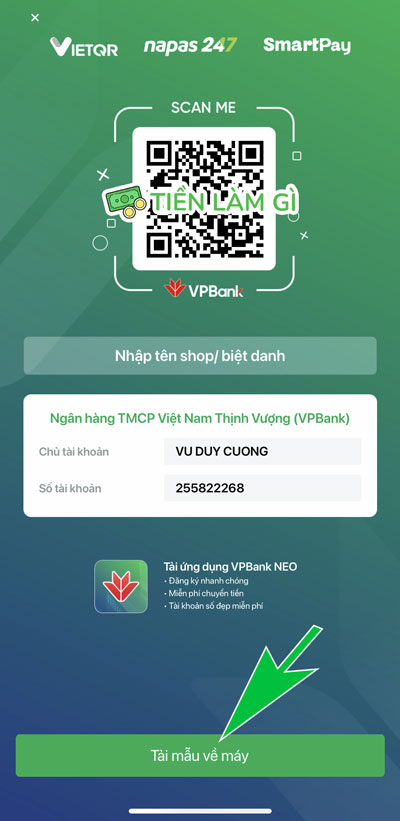 ×
VIETQR napas 247 SmartPay
SCAN ME
TIỀN LÀM GÌ
VPBank
Nhập tên shop/ biệt danh
Ngân hàng TMCP Việt Nam Thịnh Vượng (VPBank)
Chủ tài khoản VU DUY CUONG
Số tài khoản 255822268
Tải ứng dụng VPBank NEO
• Đăng ký nhanh chóng
• Miễn phí chuyển tiền
• Tài khoản số đẹp miễn phí
Tải mẫu về máy